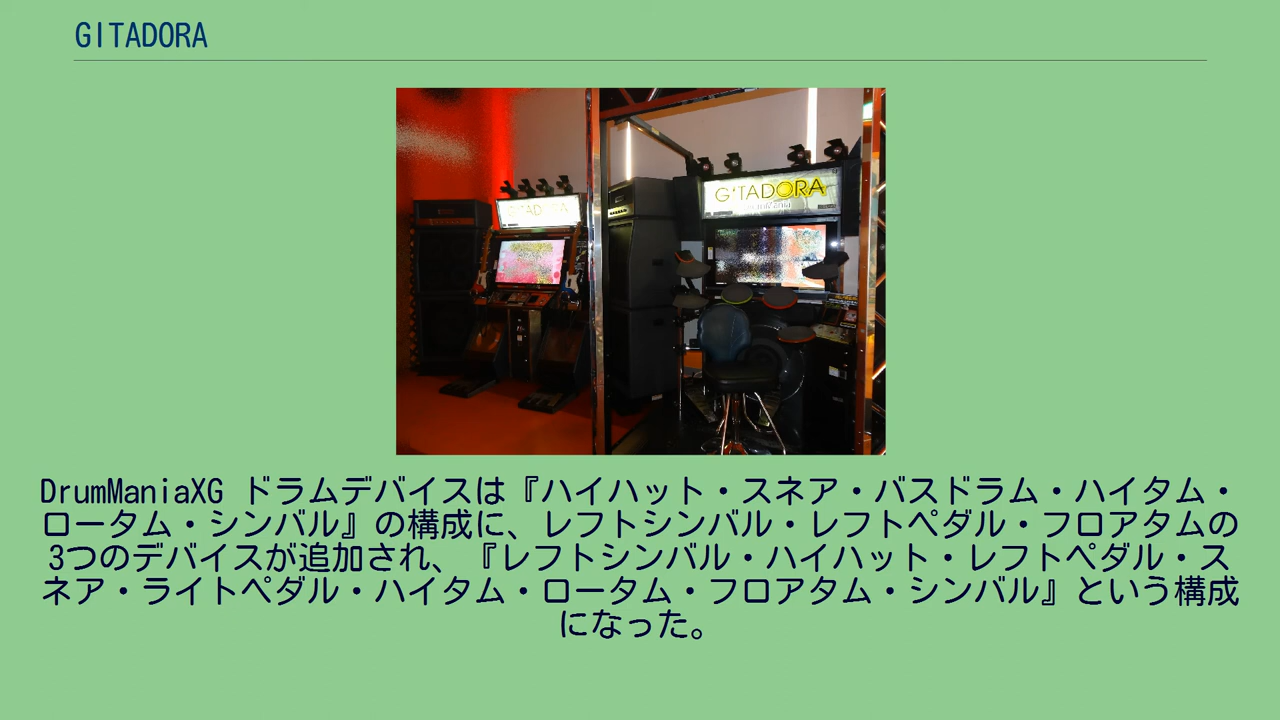 GITADORA
GITADORA
GITADORA
DrumManiaXG ドラムデバイスは『ハイハット・スネア・バスドラム・ハイタム・
ロータム・シンバル』の構成に、レフトシンバル・レフトペダル・フロアタムの
3つのデバイスが追加され、『レフトシンバル・ハイハット・レフトペダル・ス
ネア・ライトペダル・ハイタム・ロータム・フロアタム・シンバル』という構成
になった。